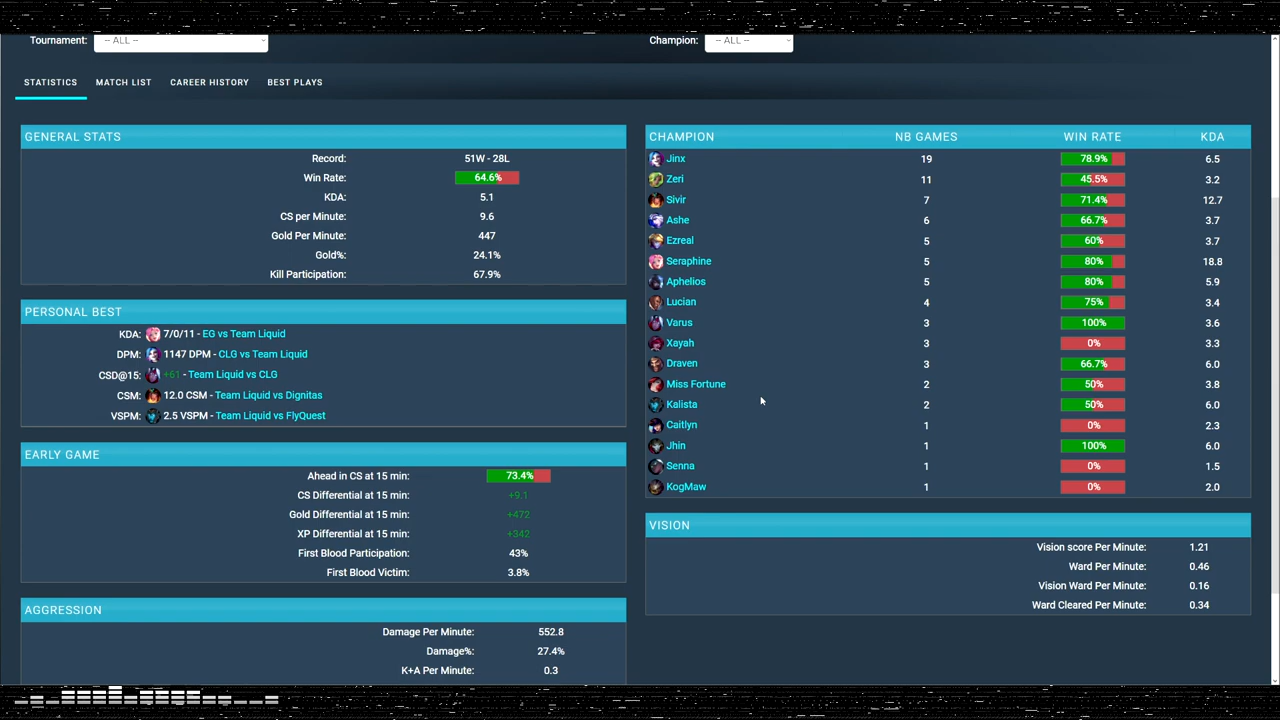 Tournament: -- ALL -- Champion: -- ALL --
STATISTICS MATCH LIST CAREER HISTORY BEST PLAYS
GENERAL STATS
Record: 51W - 28L
Win Rate: 64.6%
KDA: 5.1
CS per Minute: 9.6
Gold Per Minute: 447
Gold%: 24.1%
Kill Participation: 67.9%
PERSONAL BEST
KDA: 7/0/11 - EG vs Team Liquid
DPM: 1147 DPM - CLG vs Team Liquid
CSD@15: +61 - Team Liquid vs CLG
CSM: 12.0 CSM - Team Liquid vs Dignitas
VSPM: 2.5 VSPM - Team Liquid vs FlyQuest
EARLY GAME
Ahead in CS at 15 min: 73.4%
CS Differential at 15 min: +9.1
Gold Differential at 15 min: +472
XP Differential at 15 min: +342
First Blood Participation: 43%
First Blood Victim: 3.8%
AGGRESSION
Damage Per Minute: 552.8
Damage%: 27.4%
K+A Per Minute: 0.3
CHAMPION NB GAMES WIN RATE KDA
Jinx 19 78.9% 6.5
Zeri 11 45.5% 3.2
Sivir 7 71.4% 12.7
Ashe 6 66.7% 3.7
Ezreal 5 60% 3.7
Seraphine 5 80% 18.8
Aphelios 5 80% 5.9
Lucian 4 75% 3.4
Varus 3 100% 3.6
Xayah 3 0% 3.3
Draven 3 66.7% 6.0
Miss Fortune 2 50% 3.8
Kalista 2 50% 6.0
Caitlyn 1 0% 2.3
Jhin 1 100% 6.0
Senna 1 0% 1.5
KogMaw 1 0% 2.0
VISION
Vision score Per Minute: 1.21
Ward Per Minute: 0.46
Vision Ward Per Minute: 0.16
Ward Cleared Per Minute: 0.34